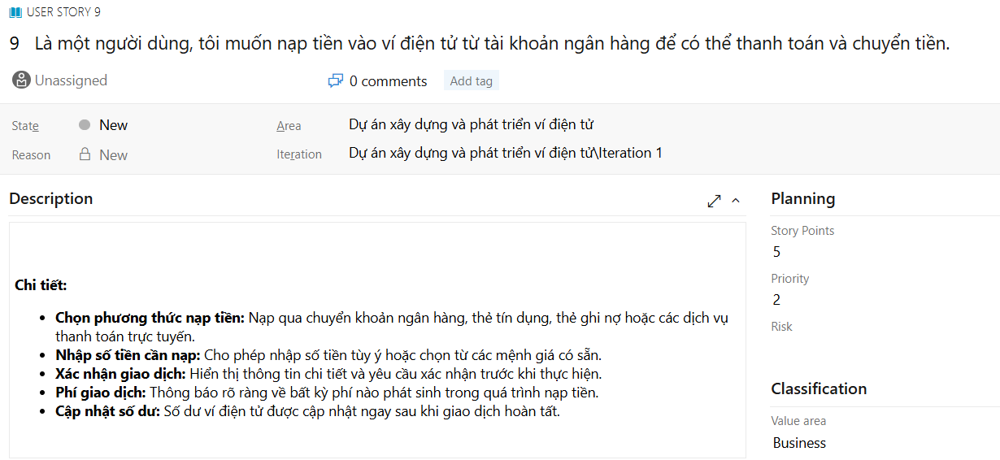 USER STORY 9
9 Là một người dùng, tôi muốn nạp tiền vào ví điện tử từ tài khoản ngân hàng để có thể thanh toán và chuyển tiền.
Unassigned
0 comments
Add tag
State New
Area Dự án xây dựng và phát triển ví điện tử
Reason New
Iteration Dự án xây dựng và phát triển ví điện tử\Iteration 1
Description
Chi tiết:
• Chọn phương thức nạp tiền: Nạp qua chuyển khoản ngân hàng, thẻ tín dụng, thẻ ghi nợ hoặc các dịch vụ
thanh toán trực tuyến.
• Nhập số tiền cần nạp: Cho phép nhập số tiền tùy ý hoặc chọn từ các mệnh giá có sẵn.
• Xác nhận giao dịch: Hiển thị thông tin chi tiết và yêu cầu xác nhận trước khi thực hiện.
• Phí giao dịch: Thông báo rõ ràng về bất kỳ phí nào phát sinh trong quá trình nạp tiền.
• Cập nhật số dư: Số dư ví điện tử được cập nhật ngay sau khi giao dịch hoàn tất.
Planning
Story Points
5
Priority
2
Risk
Classification
Value area
Business